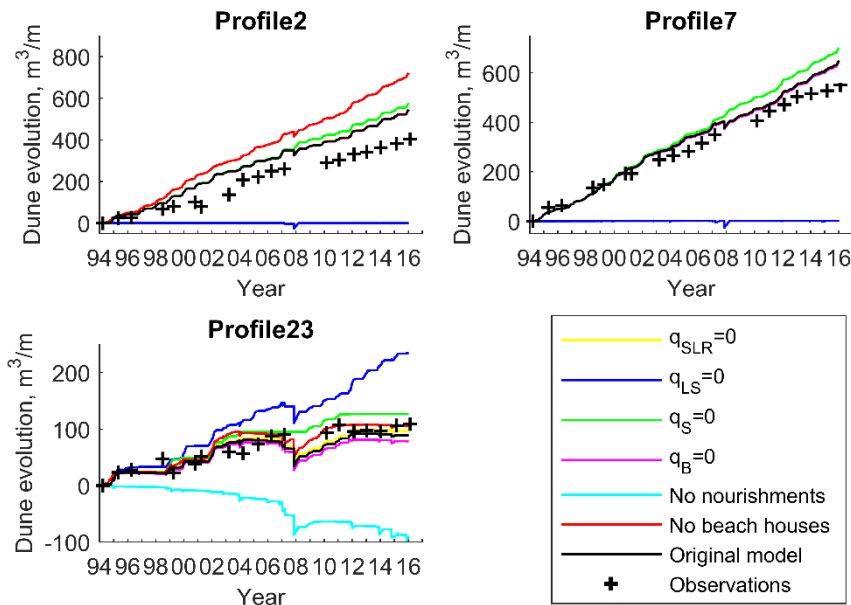 Profile2
Dune evolution, m³/m
800
600
400
200
0
94 96 98 00 02 04 06 08 10 12 14 16
Year
Profile7
Dune evolution, m³/m
600
400
200
0
94 96 98 00 02 04 06 08 10 12 14 16
Year
Profile23
Dune evolution, m³/m
200
100
0
-100
94 96 98 00 02 04 06 08 10 12 14 16
Year
q_SLR=0
q_LS=0
q_S=0
q_B=0
No nourishments
No beach houses
Original model
Observations